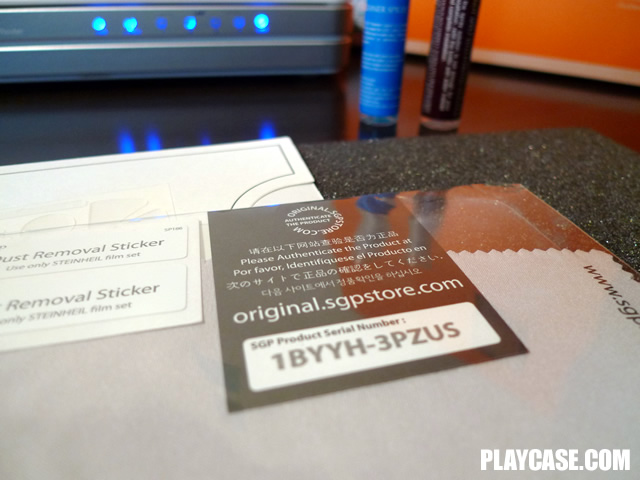 ORIGINAL.SGPSTORE.COM
AUTHENTICATE
THE PRODUCT
请在以下网站查验是否为正品
Please Authenticate the Product at
Por favor, Identifiquese el Producto en
次のサイトで正品の確認をしてください.
다음 사이트에서 정품확인을 하십시오
original.sgpstore.com
SGP Product Serial Number :
1BYYH-3PZUS
Dust Removal Sticker
Use only STEINHEIL film set
Removal Sticker
only STEINHEIL film set
www.sgp
PLAYCASE.COM